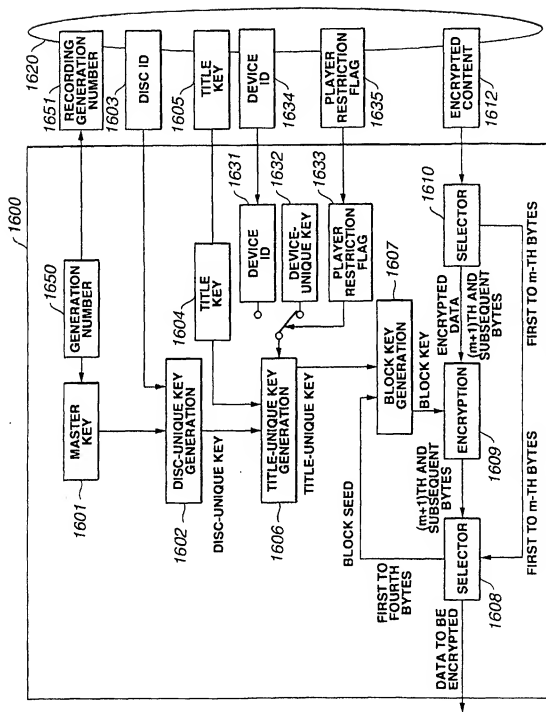 1600
1620
RECORDING
GENERATION
NUMBER
1651
DISC ID
1603
TITLE
KEY
1605
DEVICE
ID
1634
PLAYER
RESTRICTION
FLAG
1635
ENCRYPTED
CONTENT
1612
GENERATION
NUMBER
1650
MASTER
KEY
1601
TITLE
KEY
1604
DEVICE
ID
1631
DEVICE-
UNIQUE KEY
1632
PLAYER
RESTRICTION
FLAG
1633
DISC-UNIQUE KEY
GENERATION
1602
DISC-UNIQUE KEY
TITLE-UNIQUE KEY
GENERATION
1606
TITLE-UNIQUE KEY
BLOCK KEY
GENERATION
1607
BLOCK KEY
BLOCK SEED
SELECTOR
1610
ENCRYPTED
DATA
(m+1)TH AND
SUBSEQUENT
BYTES
ENCRYPTION
1609
(m+1)TH AND
SUBSEQUENT
BYTES
FIRST TO
FOURTH
BYTES
SELECTOR
1608
DATA TO BE
ENCRYPTED
FIRST TO m-TH BYTES
FIRST TO m-TH BYTES